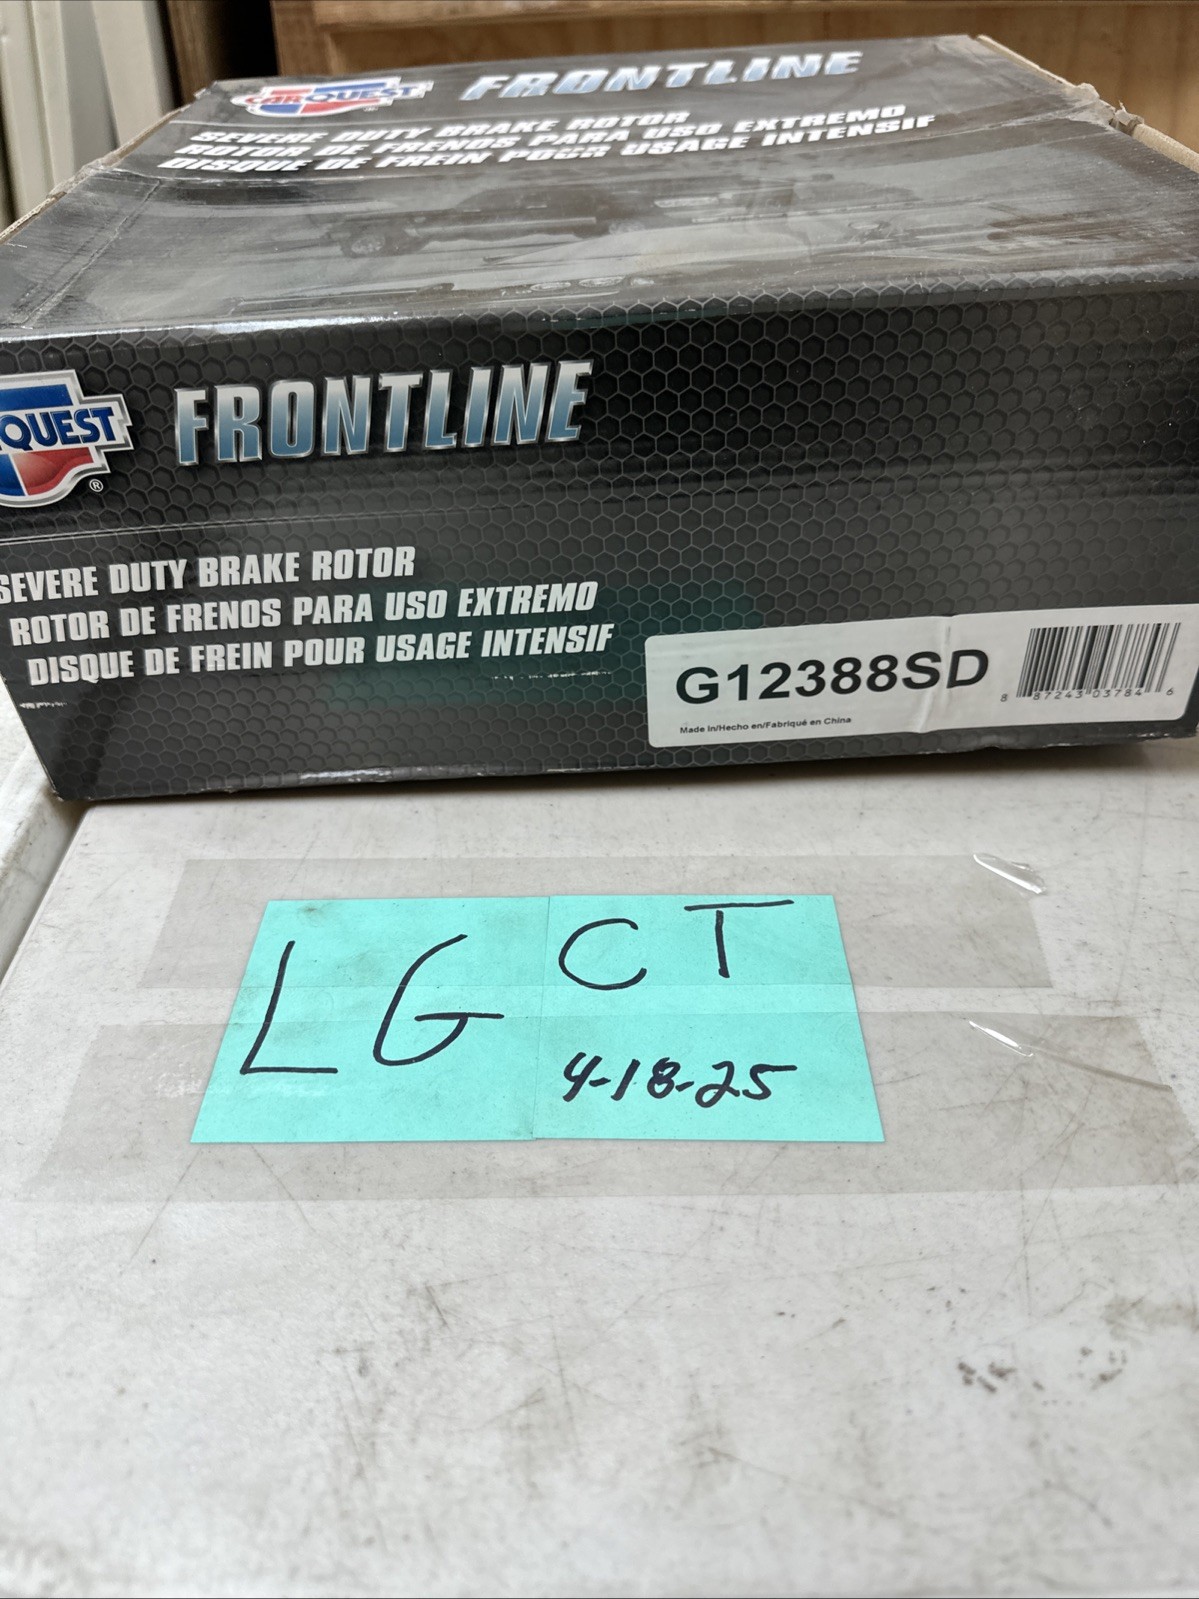 CARQUEST FRONTLINE
SEVERE DUTY BRAKE ROTOR
ROTOR DE FRENOS PARA USO EXTREMO
DISQUE DE FREIN POUR USAGE INTENSIF
QUEST FRONTLINE
®
SEVERE DUTY BRAKE ROTOR
ROTOR DE FRENOS PARA USO EXTREMO
DISQUE DE FREIN POUR USAGE INTENSIF
G12388SD
8 87243 03784 6
Made In/Hecho en/Fabriqué en China
LG CT
4-18-25